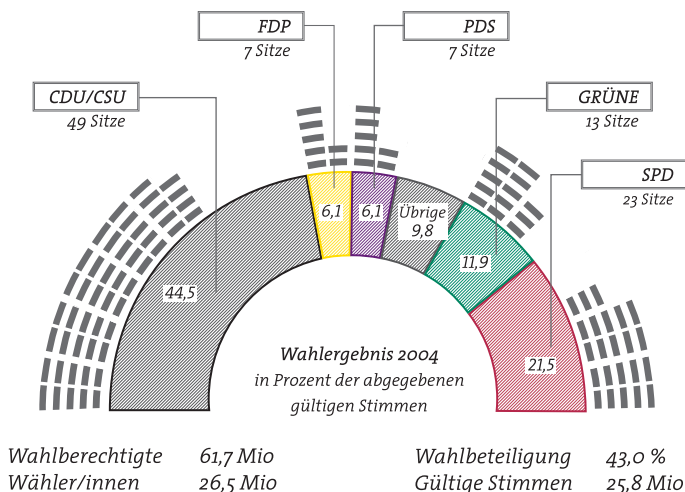 FDP
7 Sitze
PDS
7 Sitze
CDU/CSU
49 Sitze
GRÜNE
13 Sitze
SPD
23 Sitze
44,5
6,1
6,1
Übrige
9,8
11,9
21,5
Wahlergebnis 2004
in Prozent der abgegebenen
gültigen Stimmen
Wahlberechtigte 61,7 Mio
Wähler/innen 26,5 Mio
Wahlbeteiligung 43,0 %
Gültige Stimmen 25,8 Mio